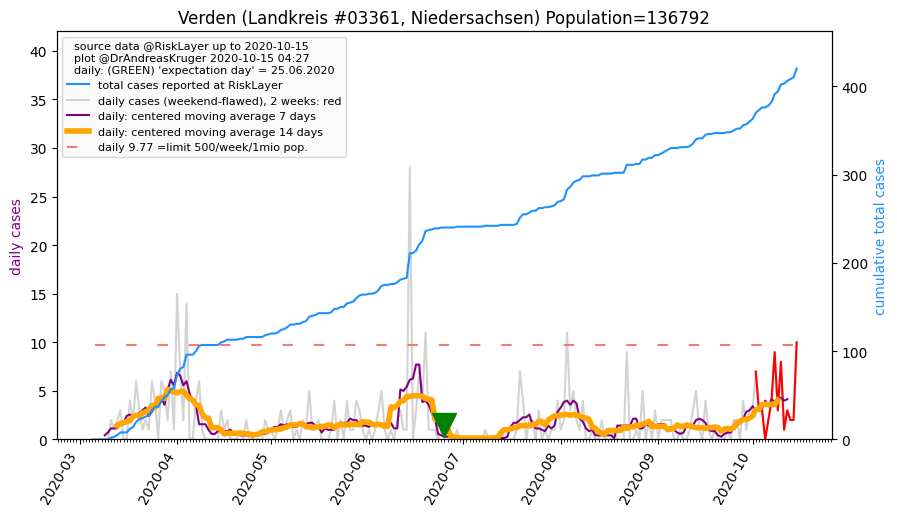 Verden (Landkreis #03361, Niedersachsen) Population=136792
source data @RiskLayer up to 2020-10-15
plot @DrAndreasKruger 2020-10-15 04:27
daily: (GREEN) 'expectation day' = 25.06.2020
total cases reported at RiskLayer
daily cases (weekend-flawed), 2 weeks: red
daily: centered moving average 7 days
daily: centered moving average 14 days
daily 9.77 =limit 500/week/1mio pop.
daily cases
40
35
30
25
20
15
10
5
0
cumulative total cases
400
300
200
100
0
2020-03
2020-04
2020-05
2020-06
2020-07
2020-08
2020-09
2020-10